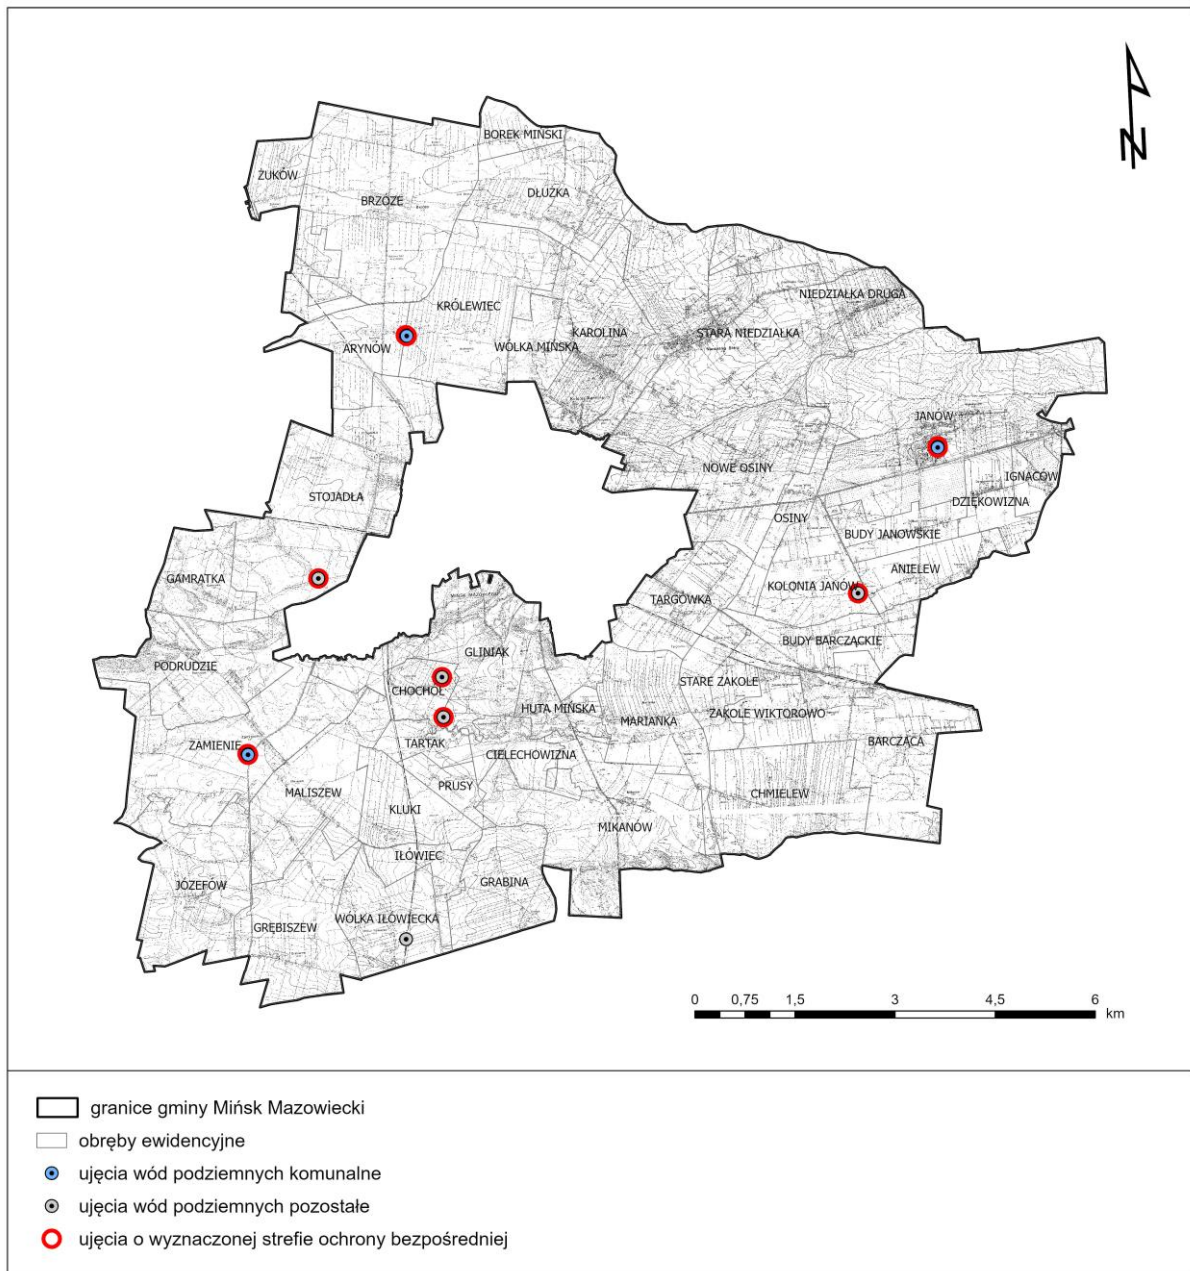 N
BOREK MIŃSKI
ŻUKÓW
DŁUŻKA
BRZÓZE
NIEDZIAŁKA DRUGA
KRÓLEWIEC
KAROLINA
STARA NIEDZIAŁKA
ARYNÓW
WÓLKA MIŃSKA
JANÓW
NOWE OSINY
IGNACÓW
STOJADŁA
DZIĘKOWIZNA
OSINY
BUDY JANOWSKIE
GAMRATKA
ANIELEW
KOLONIA JANÓW
TARGÓWKA
BUDY BARCZĄCKIE
GLINIAK
PODRUDZIE
STARE ZAKOLE
CHOCHOŁ
HUTA MIŃSKA
ZAKOLE WIKTOROWO
MARIANKA
ZAMIENIE
TARTAK
BARCZĄCA
CIELECHOWIZNA
PRUSY
MALISZEW
CHMIELEW
KLUKI
MIKANÓW
IŁÓWIEC
JÓZEFÓW
GRABINA
WÓLKA IŁÓWIECKA
GRĘBISZEW
0 0,75 1,5 3 4,5 6
km
granice gminy Mińsk Mazowiecki
obręby ewidencyjne
ujęcia wód podziemnych komunalne
ujęcia wód podziemnych pozostałe
ujęcia o wyznaczonej strefie ochrony bezpośredniej